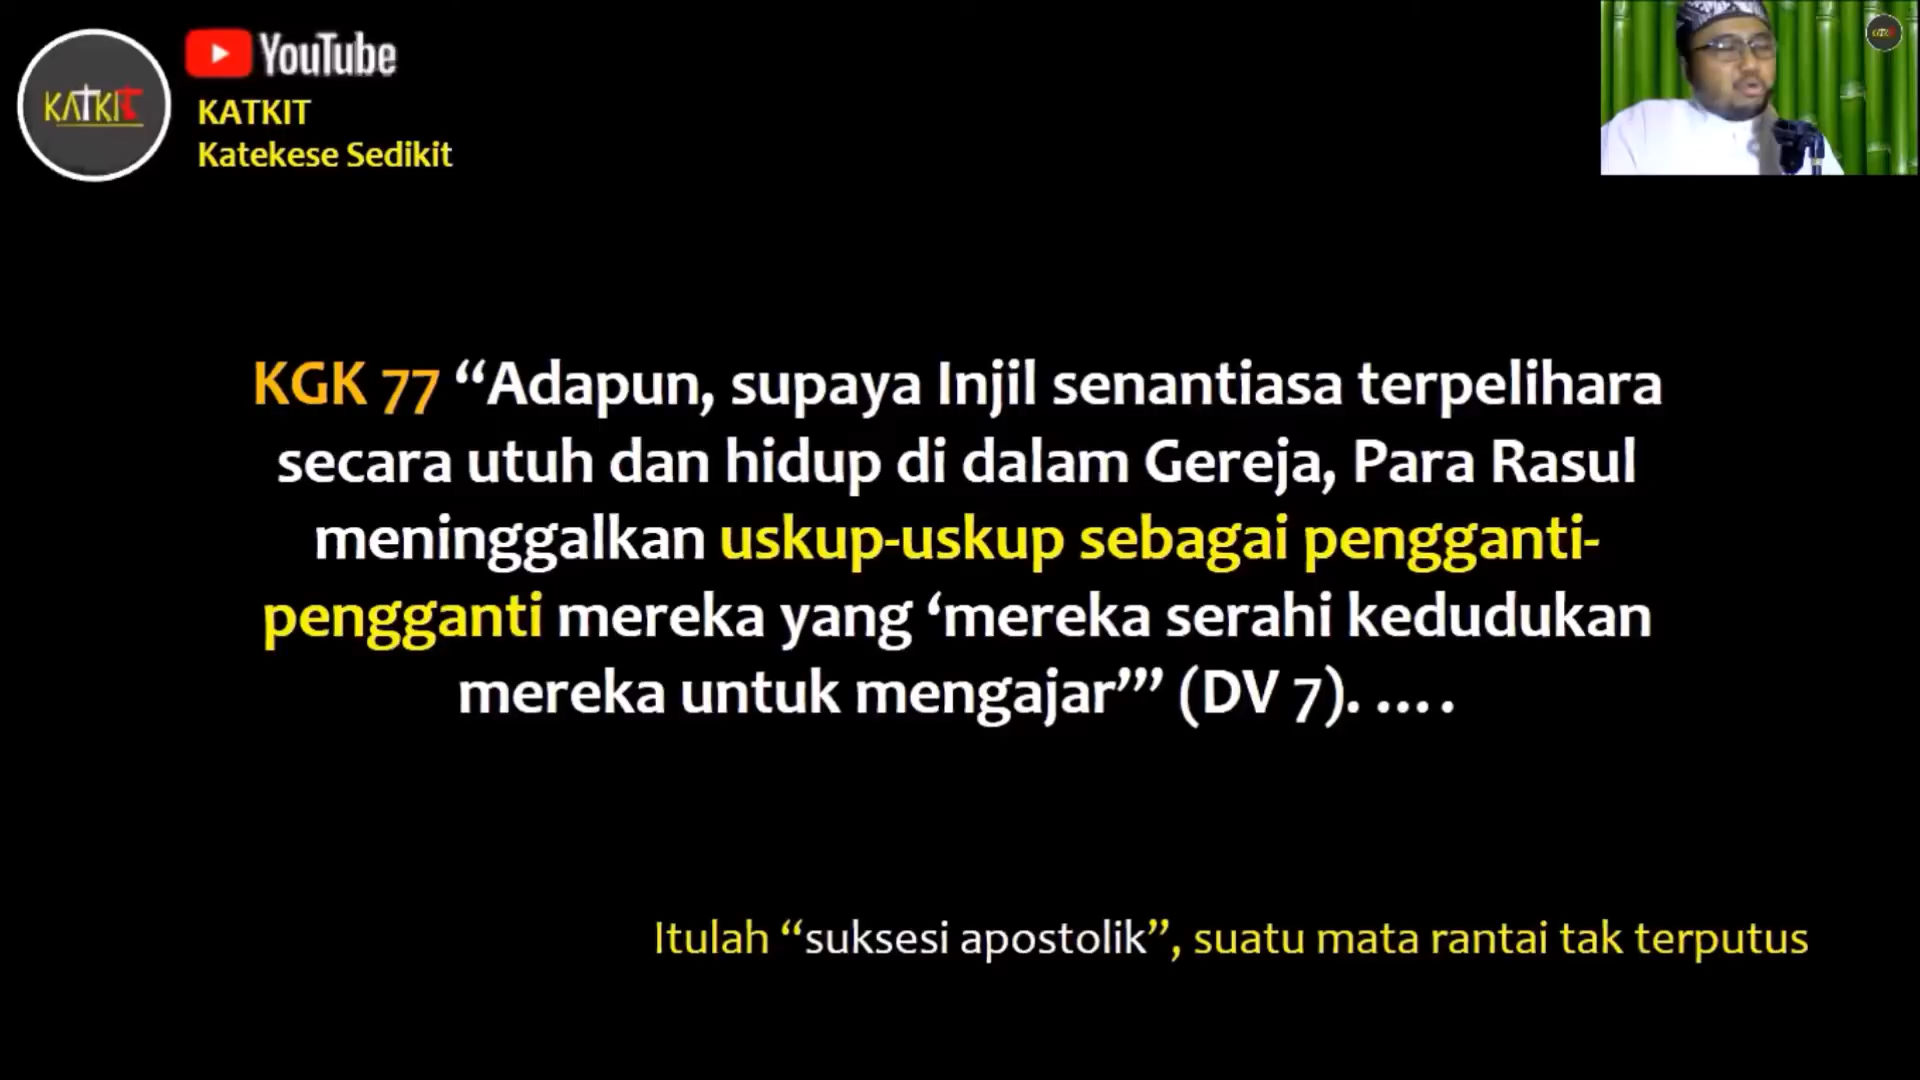 KATKIT
YouTube
KATKIT
Katekese Sedikit
KGK 77 “Adapun, supaya Injil senantiasa terpelihara
secara utuh dan hidup di dalam Gereja, Para Rasul
meninggalkan uskup-uskup sebagai pengganti-
pengganti mereka yang ‘mereka serahi kedudukan
mereka untuk mengajar’” (DV 7). ....
Itulah “suksesi apostolik”, suatu mata rantai tak terputus